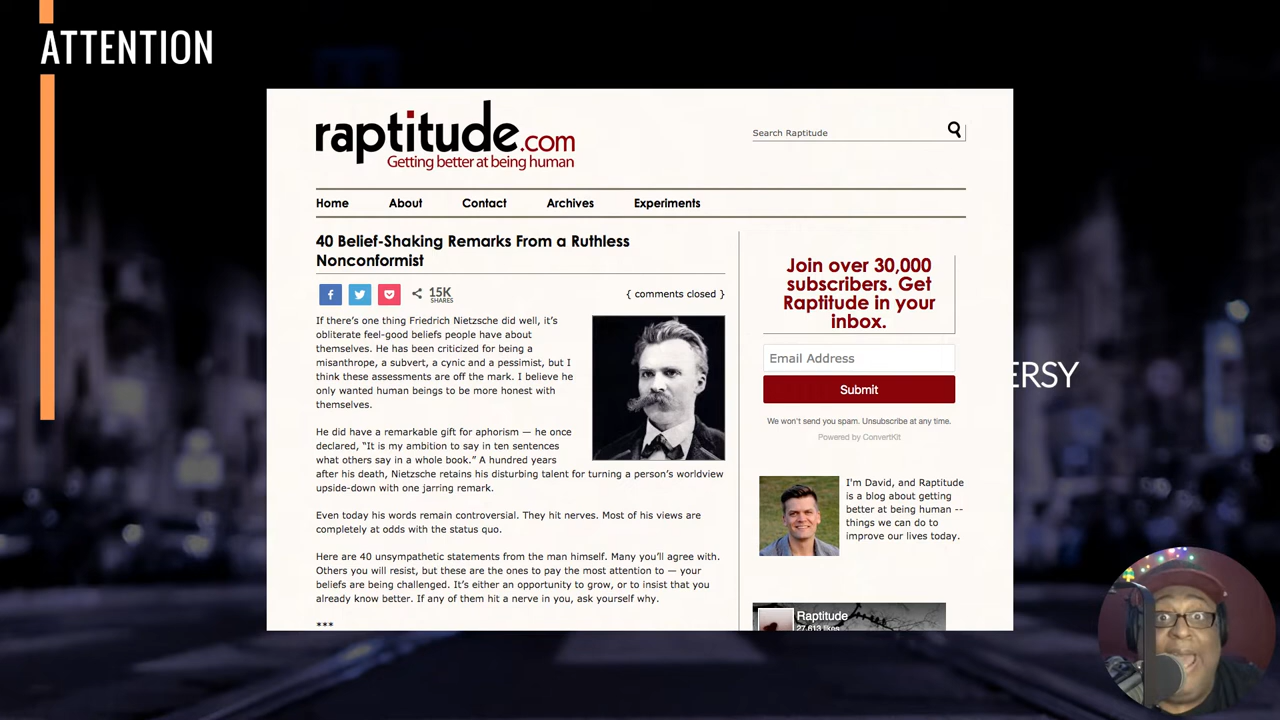 ATTENTION
raptitude.com
Getting better at being human
Search Raptitude
Home About Contact Archives Experiments
40 Belief-Shaking Remarks From a Ruthless
Nonconformist
15K
SHARES
{ comments closed }
If there's one thing Friedrich Nietzsche did well, it's
obliterate feel-good beliefs people have about
themselves. He has been criticized for being a
misanthrope, a subvert, a cynic and a pessimist, but I
think these assessments are off the mark. I believe he
only wanted human beings to be more honest with
themselves.
He did have a remarkable gift for aphorism — he once
declared, "It is my ambition to say in ten sentences
what others say in a whole book." A hundred years
after his death, Nietzsche retains his disturbing talent for turning a person's worldview
upside-down with one jarring remark.
Even today his words remain controversial. They hit nerves. Most of his views are
completely at odds with the status quo.
Here are 40 unsympathetic statements from the man himself. Many you'll agree with.
Others you will resist, but these are the ones to pay the most attention to — your
beliefs are being challenged. It's either an opportunity to grow, or to insist that you
already know better. If any of them hit a nerve in you, ask yourself why.
***
Join over 30,000
subscribers. Get
Raptitude in your
inbox.
Email Address
Submit
We won't send you spam. Unsubscribe at any time.
Powered by ConvertKit
I'm David, and Raptitude
is a blog about getting
better at being human --
things we can do to
improve our lives today.
Raptitude
27,613 likes
ERSY